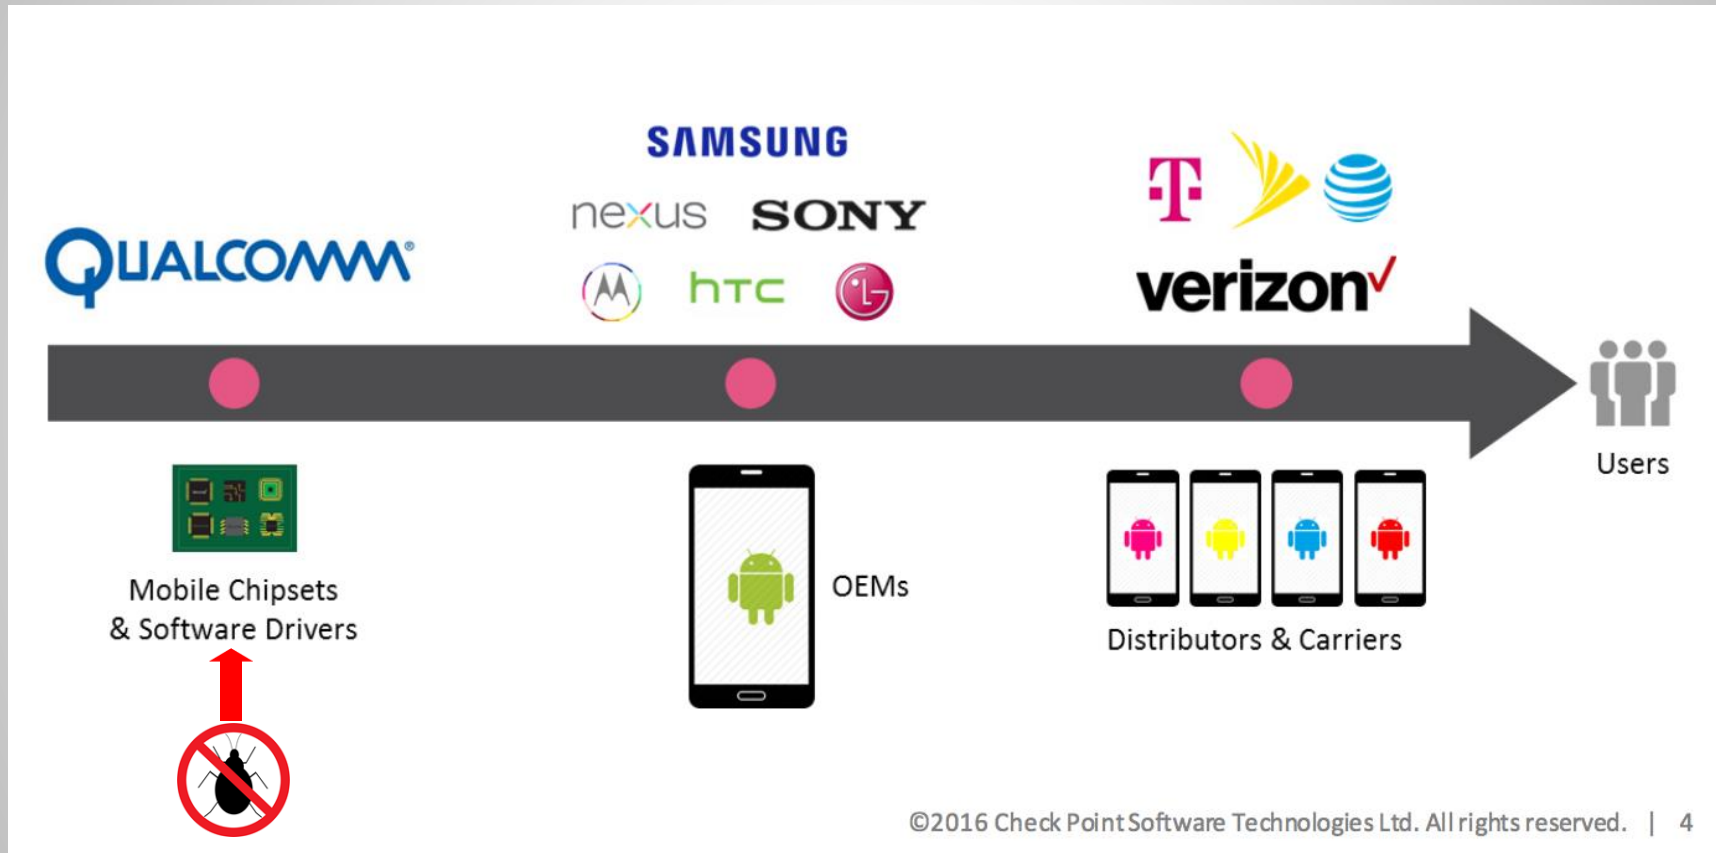 SAMSUNG
nexus SONY
QUALCOMM®
hTC LG
T
verizon
Users
Mobile Chipsets
& Software Drivers
OEMs
Distributors & Carriers
©2016 Check Point Software Technologies Ltd. All rights reserved. | 4